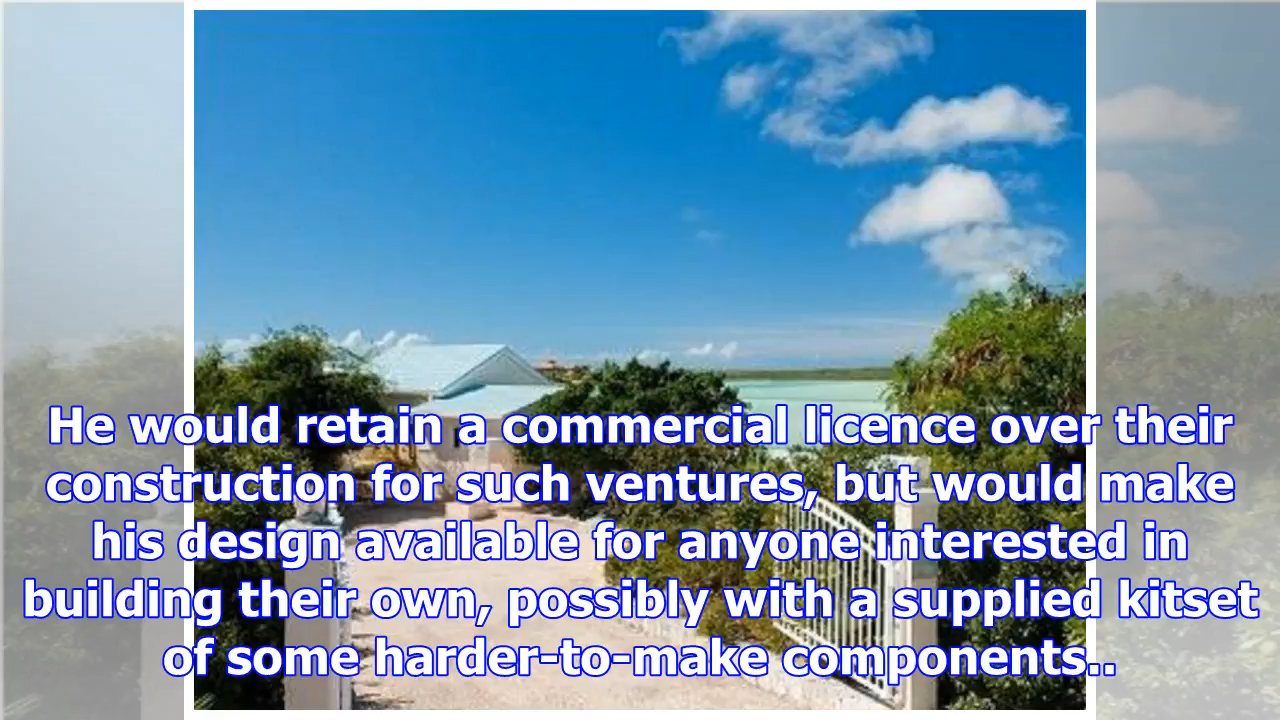 He would retain a commercial licence over their
construction for such ventures, but would make
his design available for anyone interested in
building their own, possibly with a supplied kitset
of some harder-to-make components..